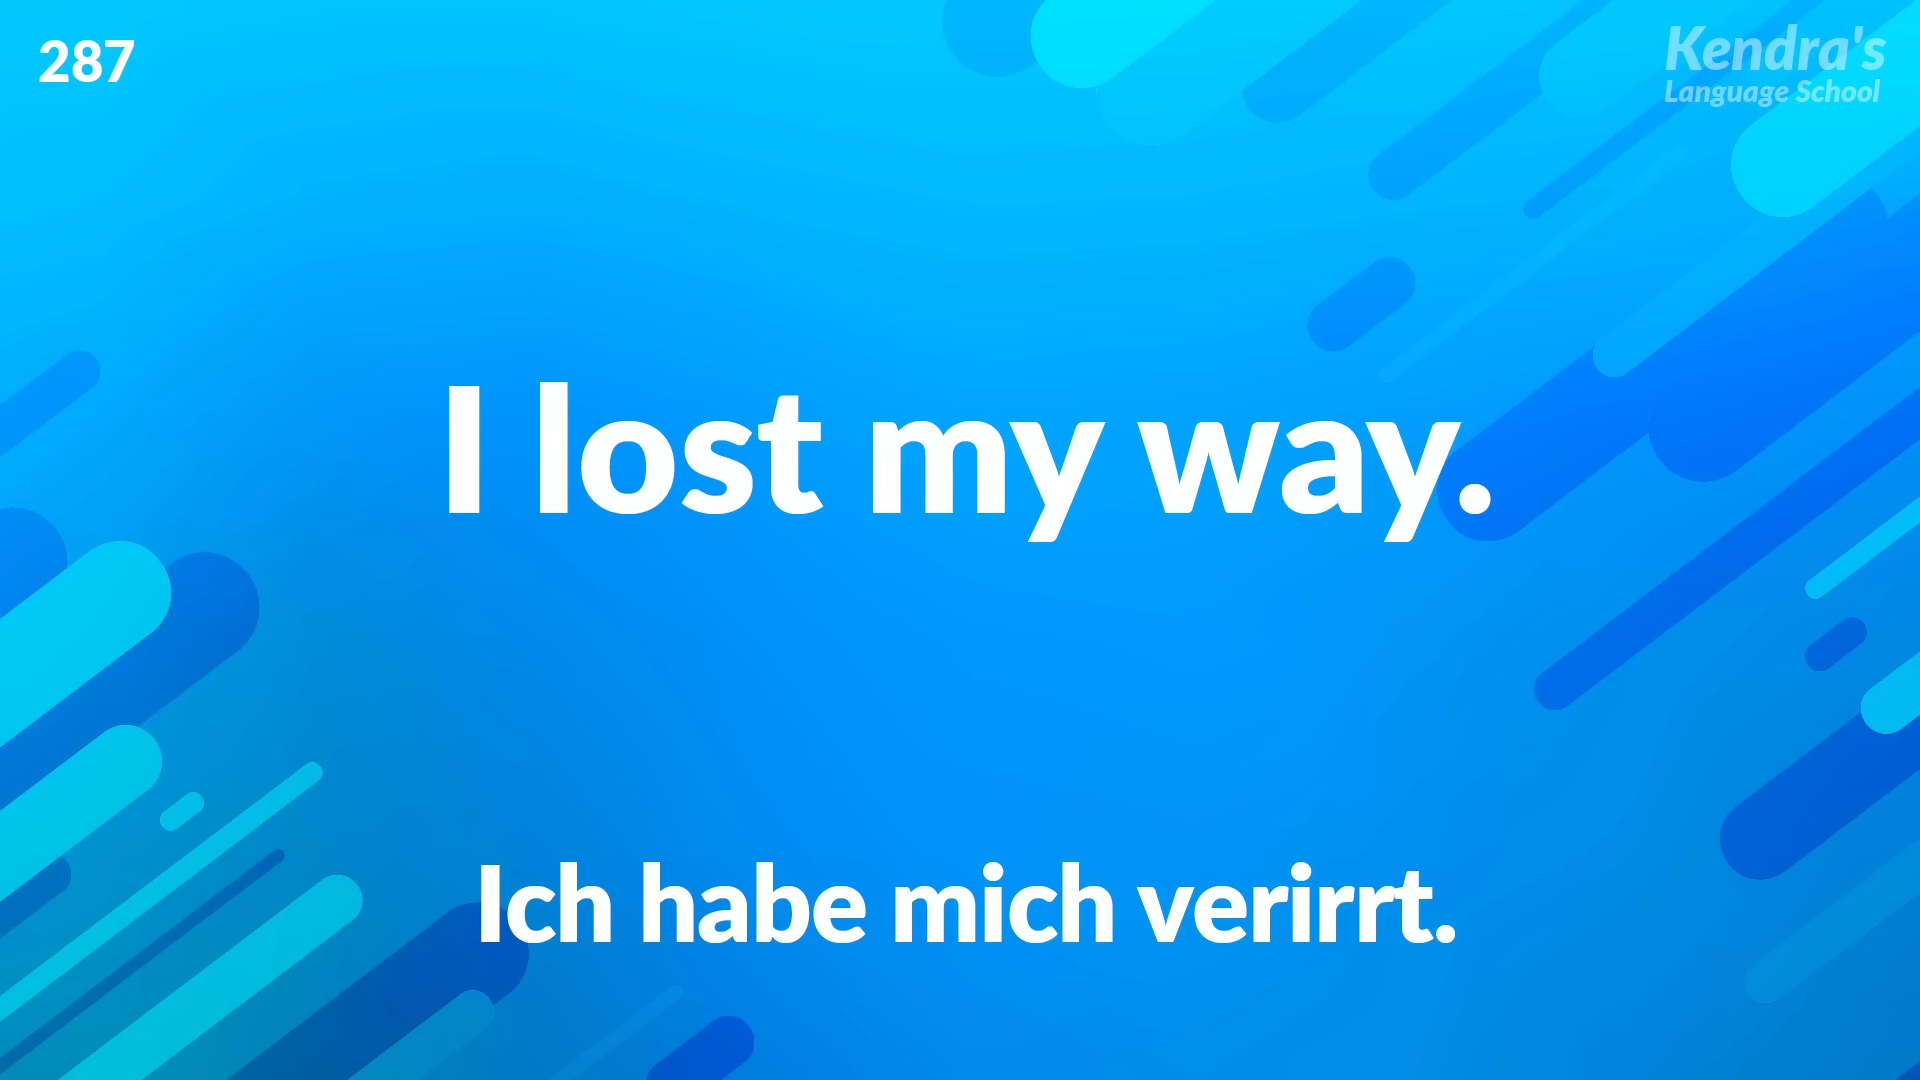 287
Kendra's
Language School
I lost my way.
Ich habe mich verirrt.